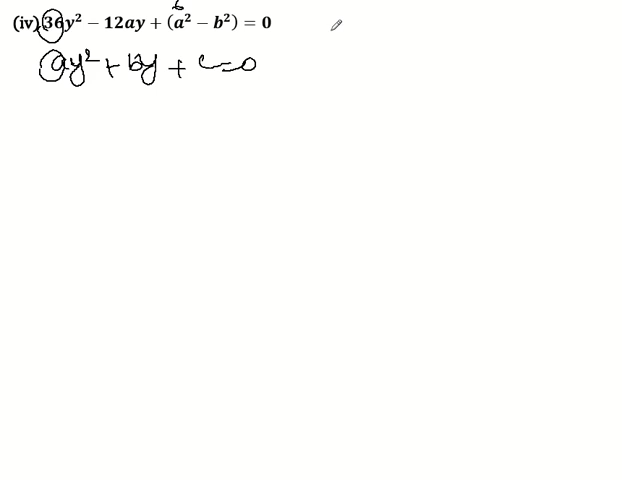 (iv) 36y² − 12ay + (a² − b²) = 0
ay² + by + c = 0